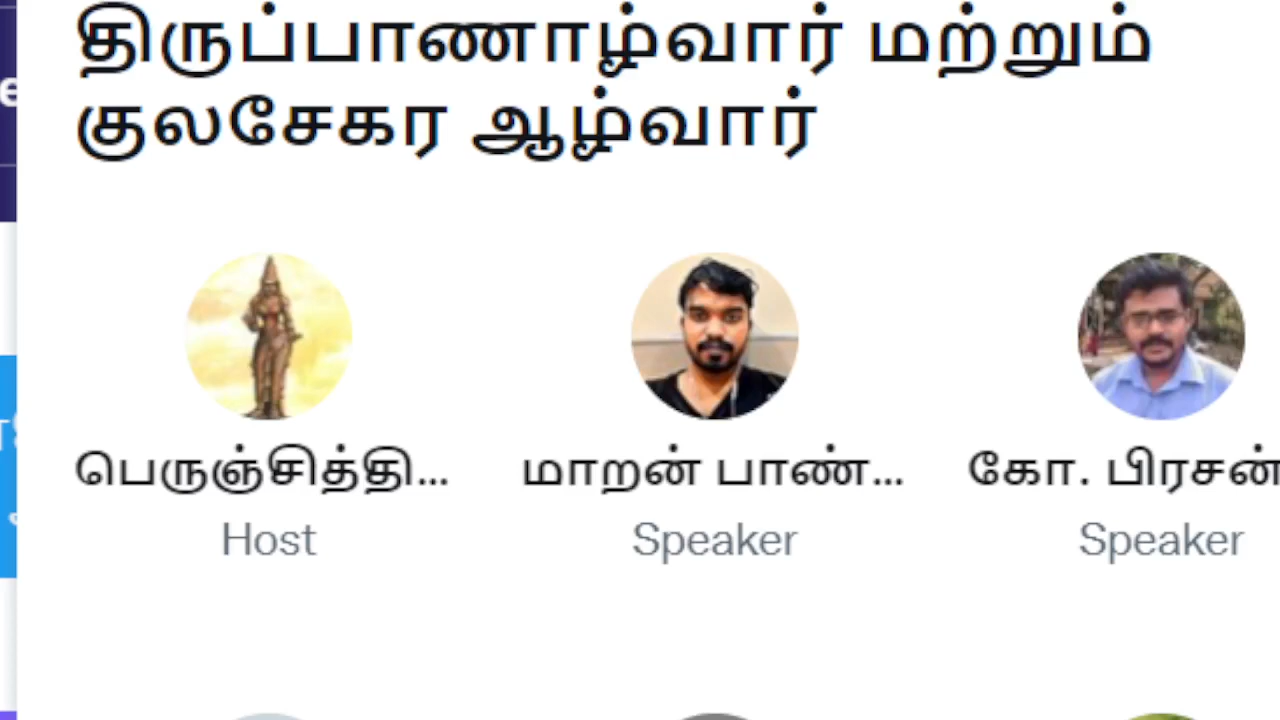 திருப்பாணாழ்வார் மற்றும்
குலசேகர ஆழ்வார்
பெருஞ்சித்தி... மாறன் பாண்... கோ. பிரசன்
Host Speaker Speaker